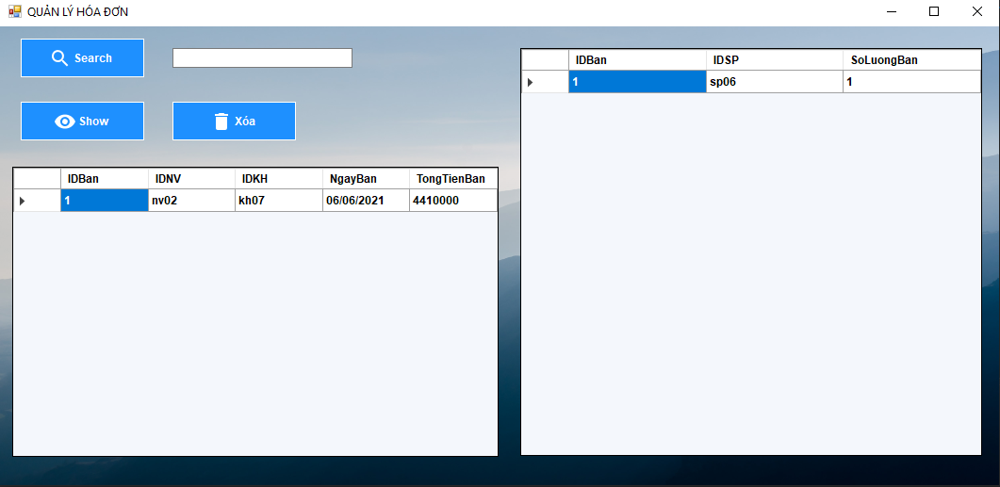 QUẢN LÝ HÓA ĐƠN
Search
Show Xóa
IDBan IDNV IDKH NgayBan TongTienBan
1 nv02 kh07 06/06/2021 4410000
IDBan IDSP SoLuongBan
1 sp06 1